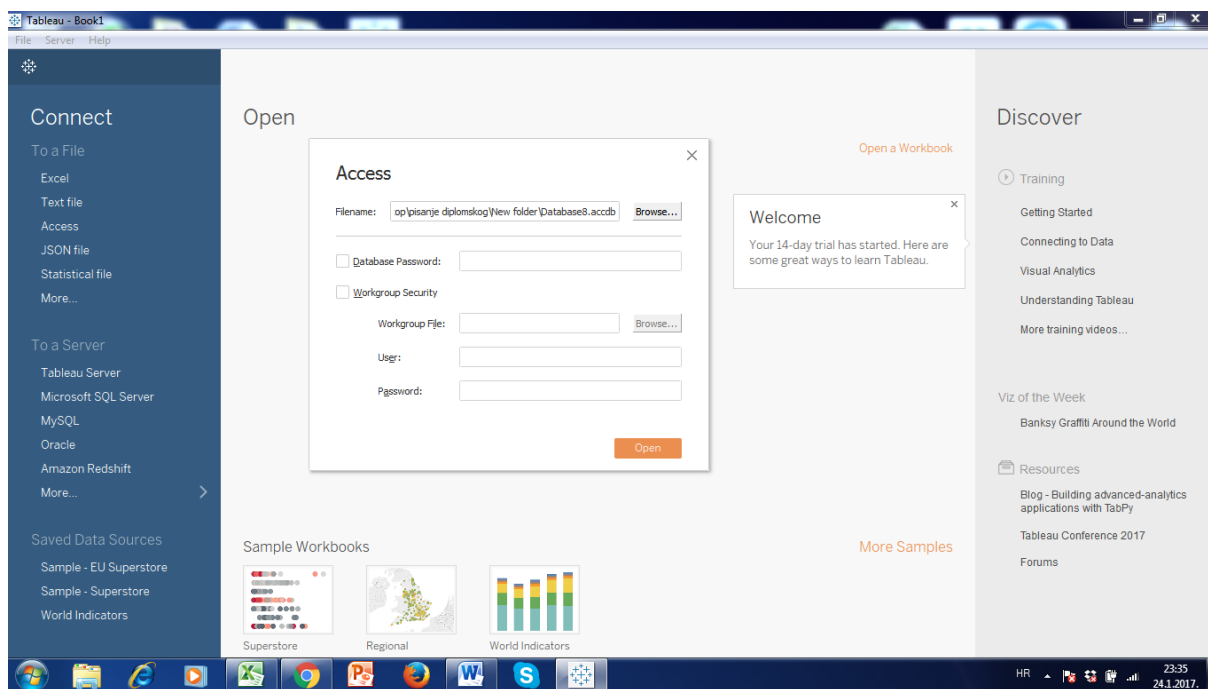 Tableau - Book1
File Server Help
Connect
To a File
Excel
Text file
Access
JSON file
Statistical file
More...
To a Server
Tableau Server
Microsoft SQL Server
MySQL
Oracle
Amazon Redshift
More...
Saved Data Sources
Sample - EU Superstore
Sample - Superstore
World Indicators
Open
Open a Workbook
Access
Filename: op\pisanje diplomskog\New folder\Database8.accdb Browse...
Database Password:
Workgroup Security
Workgroup File: Browse...
User:
Password:
Open
Welcome
Your 14-day trial has started. Here are
some great ways to learn Tableau.
Sample Workbooks
More Samples
Superstore
Regional
World Indicators
Discover
Training
Getting Started
Connecting to Data
Visual Analytics
Understanding Tableau
More training videos...
Viz of the Week
Banksy Graffiti Around the World
Resources
Blog - Building advanced-analytics
applications with TabPy
Tableau Conference 2017
Forums
HR
23:35
24.1.2017.